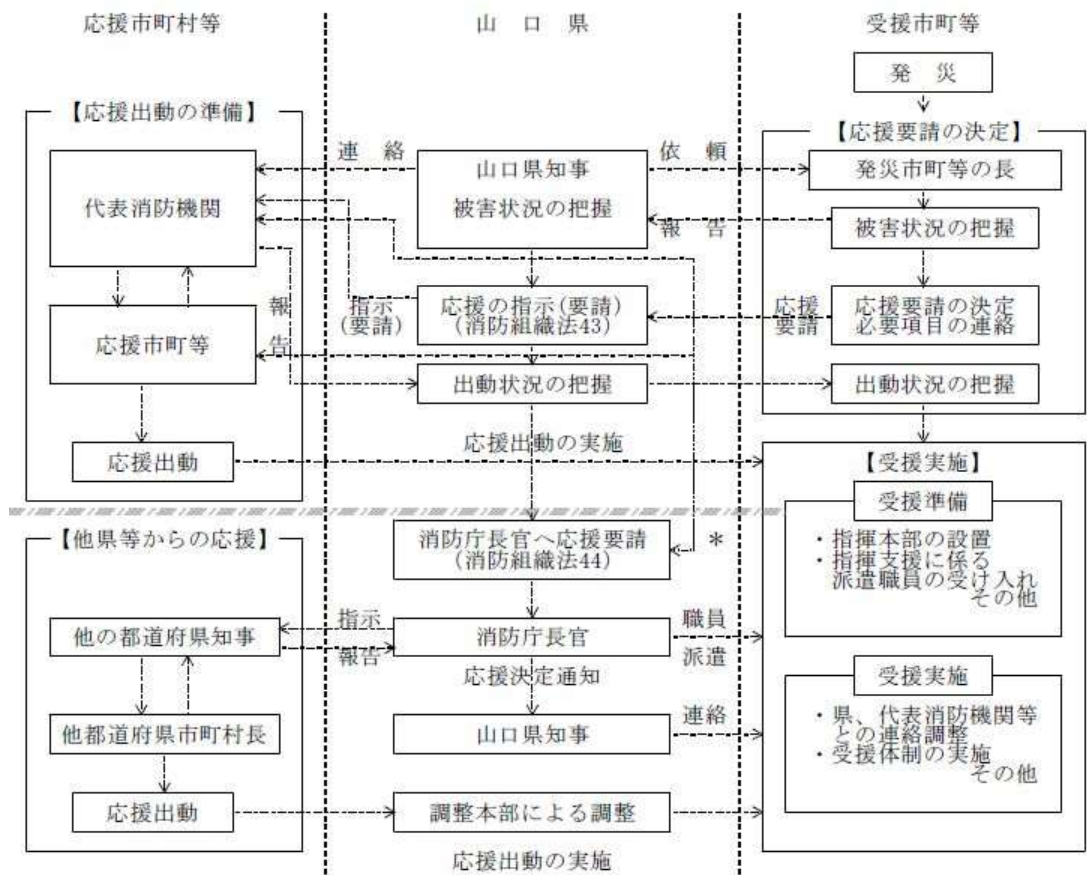 応援市町村等
山 口 県
受援市町等
発 災
【応援出動の準備】
【応援要請の決定】
連 絡
依 頼
代表消防機関
山口県知事
被害状況の把握
発災市町等の長
報 告
被害状況の把握
指示
(要請)
応援の指示(要請)
(消防組織法43)
応援
要請
応援要請の決定
必要項目の連絡
報
告
応援市町等
出動状況の把握
出動状況の把握
応援出動
応援出動の実施
【受援実施】
受援準備
・指揮本部の設置
・指揮支援に係る
派遣職員の受け入れ
その他
【他県等からの応援】
消防庁長官へ応援要請
(消防組織法44)
*
他の都道府県知事
指示
報告
消防庁長官
職員
派遣
応援決定通知
受援実施
他都道府県市町村長
山口県知事
連絡
・県、代表消防機関等
との連絡調整
・受援体制の実施
その他
応援出動
調整本部による調整
応援出動の実施